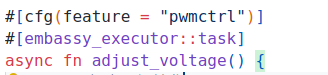 #[cfg(feature = "pwmctrl")]
#[embassy_executor::task]
async fn adjust_voltage() {